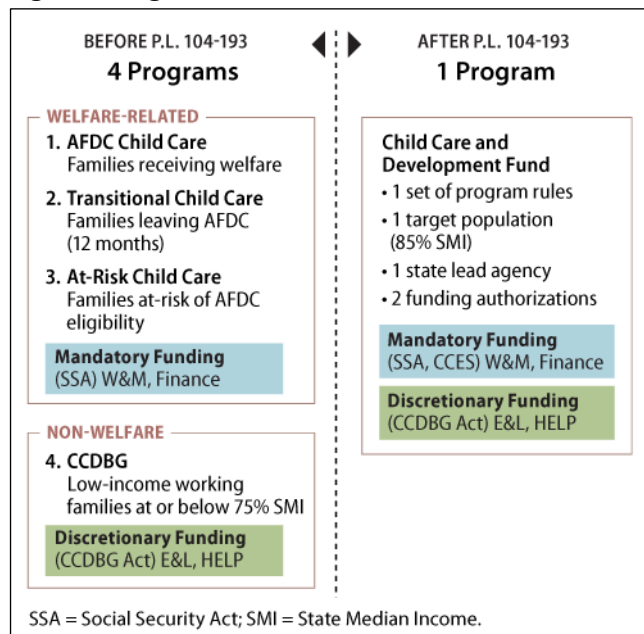 BEFORE P.L. 104-193
4 Programs
WELFARE-RELATED
1. AFDC Child Care
Families receiving welfare
2. Transitional Child Care
Families leaving AFDC
(12 months)
3. At-Risk Child Care
Families at-risk of AFDC
eligibility
Mandatory Funding
(SSA) W&M, Finance
NON-WELFARE
4. CCDBG
Low-income working
families at or below 75% SMI
Discretionary Funding
(CCDBG Act) E&L, HELP
AFTER P.L. 104-193
1 Program
Child Care and
Development Fund
• 1 set of program rules
• 1 target population
(85% SMI)
• 1 state lead agency
• 2 funding authorizations
Mandatory Funding
(SSA, CCES) W&M, Finance
Discretionary Funding
(CCDBG Act) E&L, HELP
SSA = Social Security Act; SMI = State Median Income.